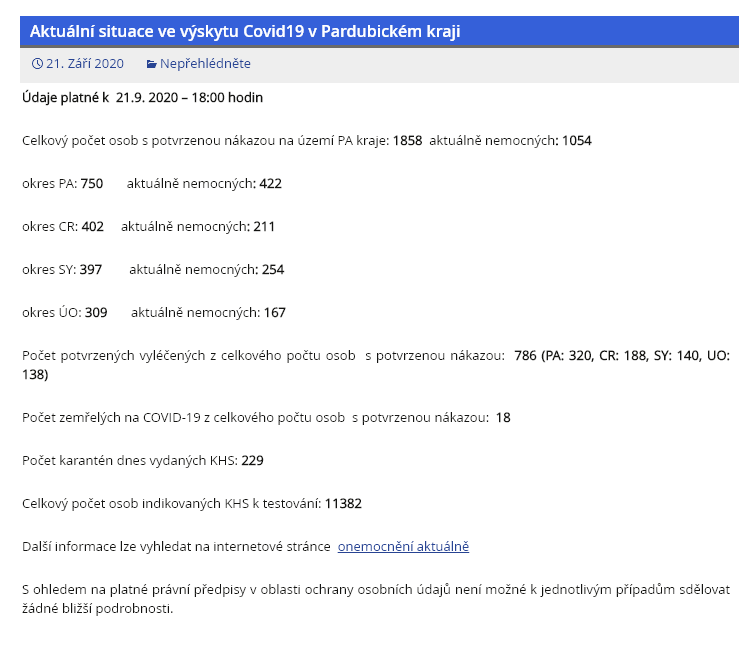 Aktuální situace ve výskytu Covid19 v Pardubickém kraji
21. Září 2020 Nepřehlédněte
Údaje platné k 21.9. 2020 – 18:00 hodin
Celkový počet osob s potvrzenou nákazou na území PA kraje: 1858 aktuálně nemocných: 1054
okres PA: 750 aktuálně nemocných: 422
okres CR: 402 aktuálně nemocných: 211
okres SY: 397 aktuálně nemocných: 254
okres ÚO: 309 aktuálně nemocných: 167
Počet potvrzených vyléčených z celkového počtu osob s potvrzenou nákazou: 786 (PA: 320, CR: 188, SY: 140, UO:
138)
Počet zemřelých na COVID-19 z celkového počtu osob s potvrzenou nákazou: 18
Počet karantén dnes vydaných KHS: 229
Celkový počet osob indikovaných KHS k testování: 11382
Další informace lze vyhledat na internetové stránce onemocnění aktuálně
S ohledem na platné právní předpisy v oblasti ochrany osobních údajů není možné k jednotlivým případům sdělovat
žádné bližší podrobnosti.